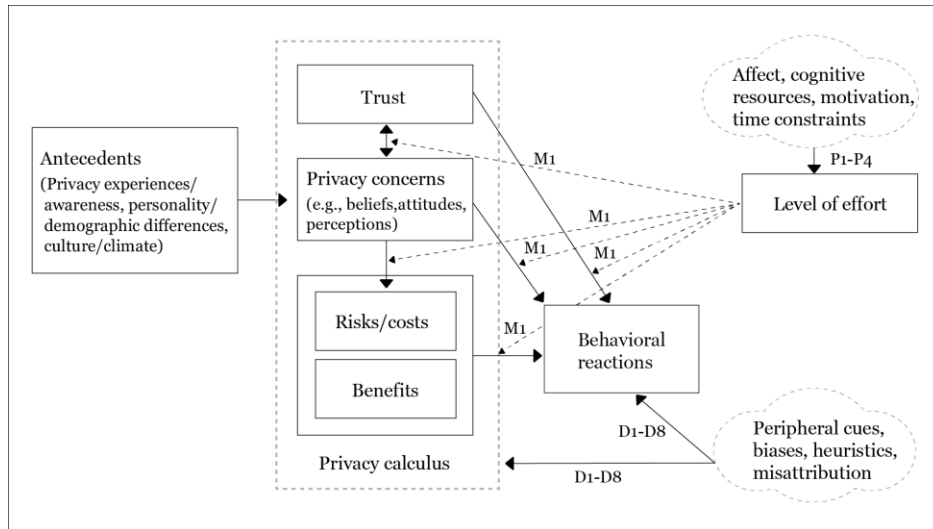 Antecedents
(Privacy experiences/
awareness, personality/
demographic differences,
culture/climate)
Trust
Privacy concerns
(e.g., beliefs,attitudes,
perceptions)
Risks/costs
Benefits
Privacy calculus
Behavioral
reactions
Affect, cognitive
resources, motivation,
time constraints
P1-P4
Level of effort
M1
M1
M1
M1
Peripheral cues,
biases, heuristics,
misattribution
D1-D8
D1-D8